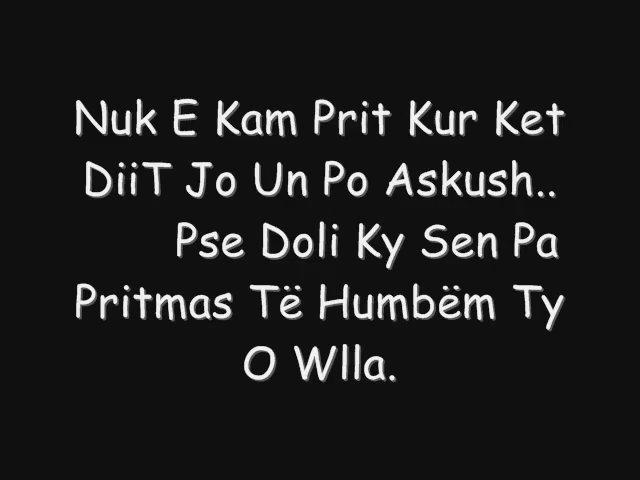 Nuk E Kam Prit Kur Ket
DiiT Jo Un Po Askush..
Pse Doli Ky Sen Pa
Pritmas Të Humbëm Ty
O Wlla.